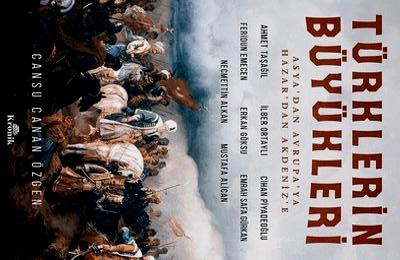 TÜRKLERİN
BÜYÜKLERİ
ASYA'DAN AVRUPA'YA
HAZAR'DAN AKDENİZ'E
AHMET TAŞAĞIL İLBER ORTAYLI CİHAN PİYADEOĞLU
FERİDUN EMECEN ERKAN GÖKSU EMRAH SAFA GÜRKAN
NECMETTİN ALKAN MUSTAFA ALİCAN
CANSU CANAN ÖZGEN
Kronik